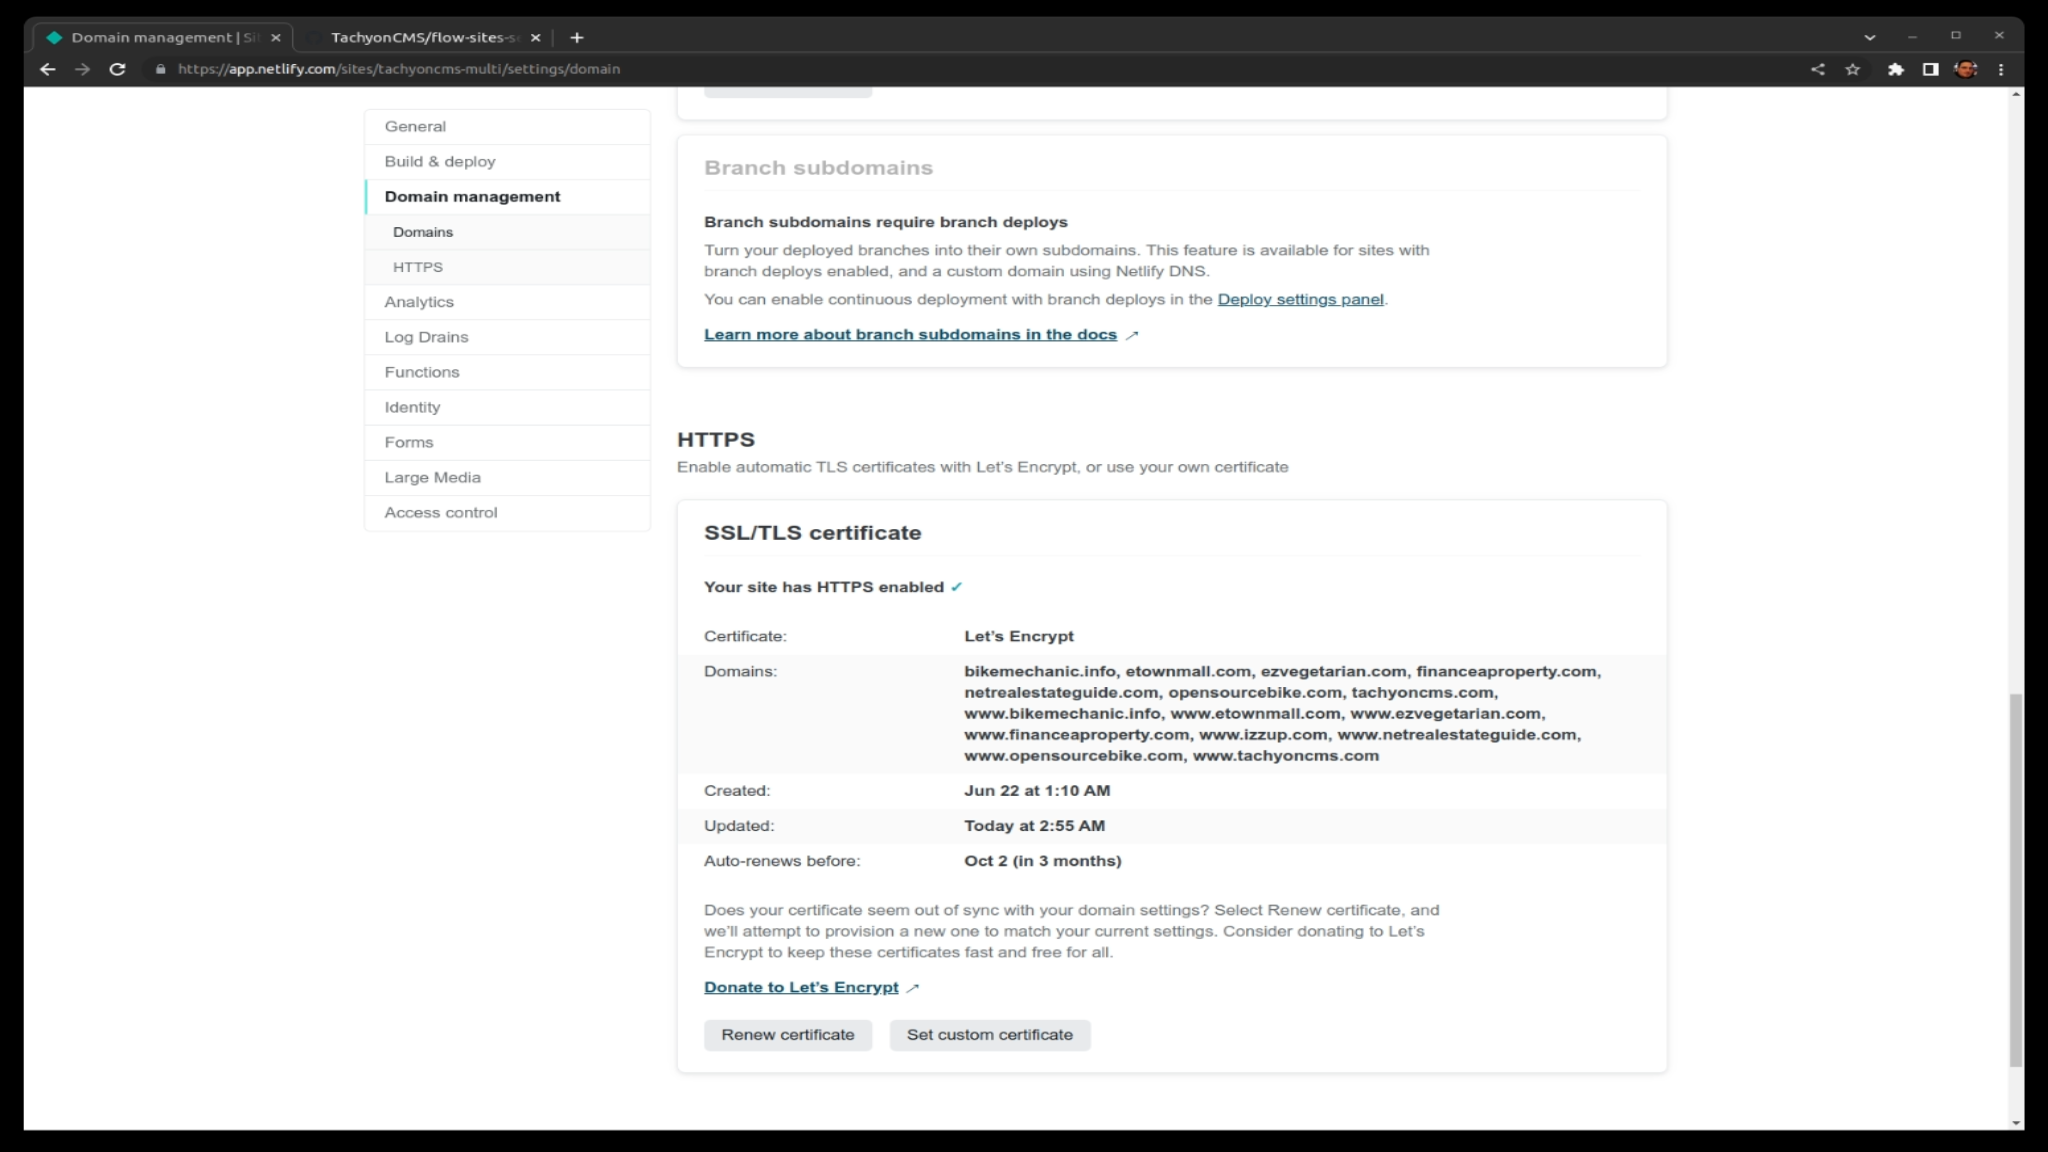 Domain management | Si
TachyonCMS/flow-sites-s
https://app.netlify.com/sites/tachyoncms-multi/settings/domain
General
Build & deploy
Domain management
Domains
HTTPS
Analytics
Log Drains
Functions
Identity
Forms
Large Media
Access control
Branch subdomains
Branch subdomains require branch deploys
Turn your deployed branches into their own subdomains. This feature is available for sites with
branch deploys enabled, and a custom domain using Netlify DNS.
You can enable continuous deployment with branch deploys in the Deploy settings panel.
Learn more about branch subdomains in the docs ↗
HTTPS
Enable automatic TLS certificates with Let's Encrypt, or use your own certificate
SSL/TLS certificate
Your site has HTTPS enabled ✓
Certificate: Let's Encrypt
Domains: bikemechanic.info, etownmall.com, ezvegetarian.com, financeaproperty.com,
netrealestateguide.com, opensourcebike.com, tachyoncms.com,
www.bikemechanic.info, www.etownmall.com, www.ezvegetarian.com,
www.financeaproperty.com, www.izzup.com, www.netrealestateguide.com,
www.opensourcebike.com, www.tachyoncms.com
Created: Jun 22 at 1:10 AM
Updated: Today at 2:55 AM
Auto-renews before: Oct 2 (in 3 months)
Does your certificate seem out of sync with your domain settings? Select Renew certificate, and
we'll attempt to provision a new one to match your current settings. Consider donating to Let's
Encrypt to keep these certificates fast and free for all.
Donate to Let's Encrypt ↗
Renew certificate
Set custom certificate